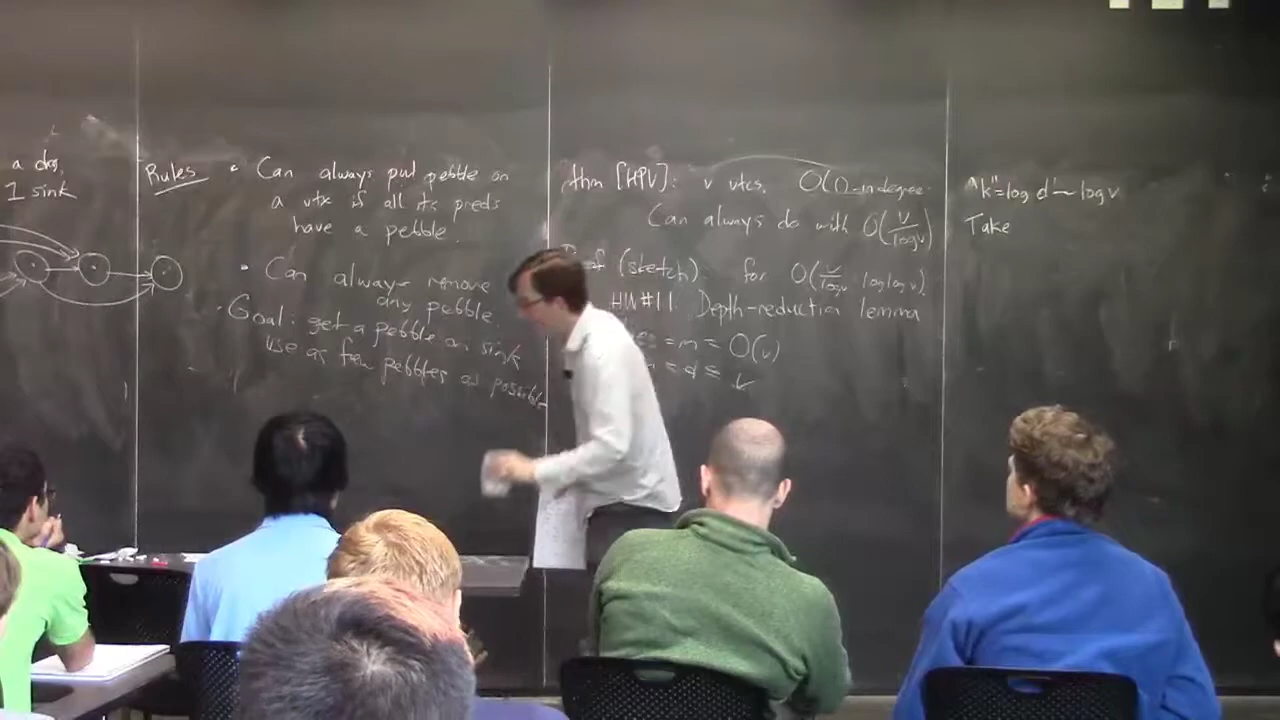 a dag,
1 sink
Rules
• Can always put pebble on
a vtx if all its preds
have a pebble.
• Can always remove
any pebble.
• Goal: get a pebble on sink
use as few pebbles as possible
thm [HPV]: v vtcs, O(1)-indegree
Can always do with O(v/log v)
(sketch) for O(v/log v · log log v).
HW #11. Depth-reduction lemma
= m = O(v)
= d ≤ v
"k" = log d ~ log v
Take